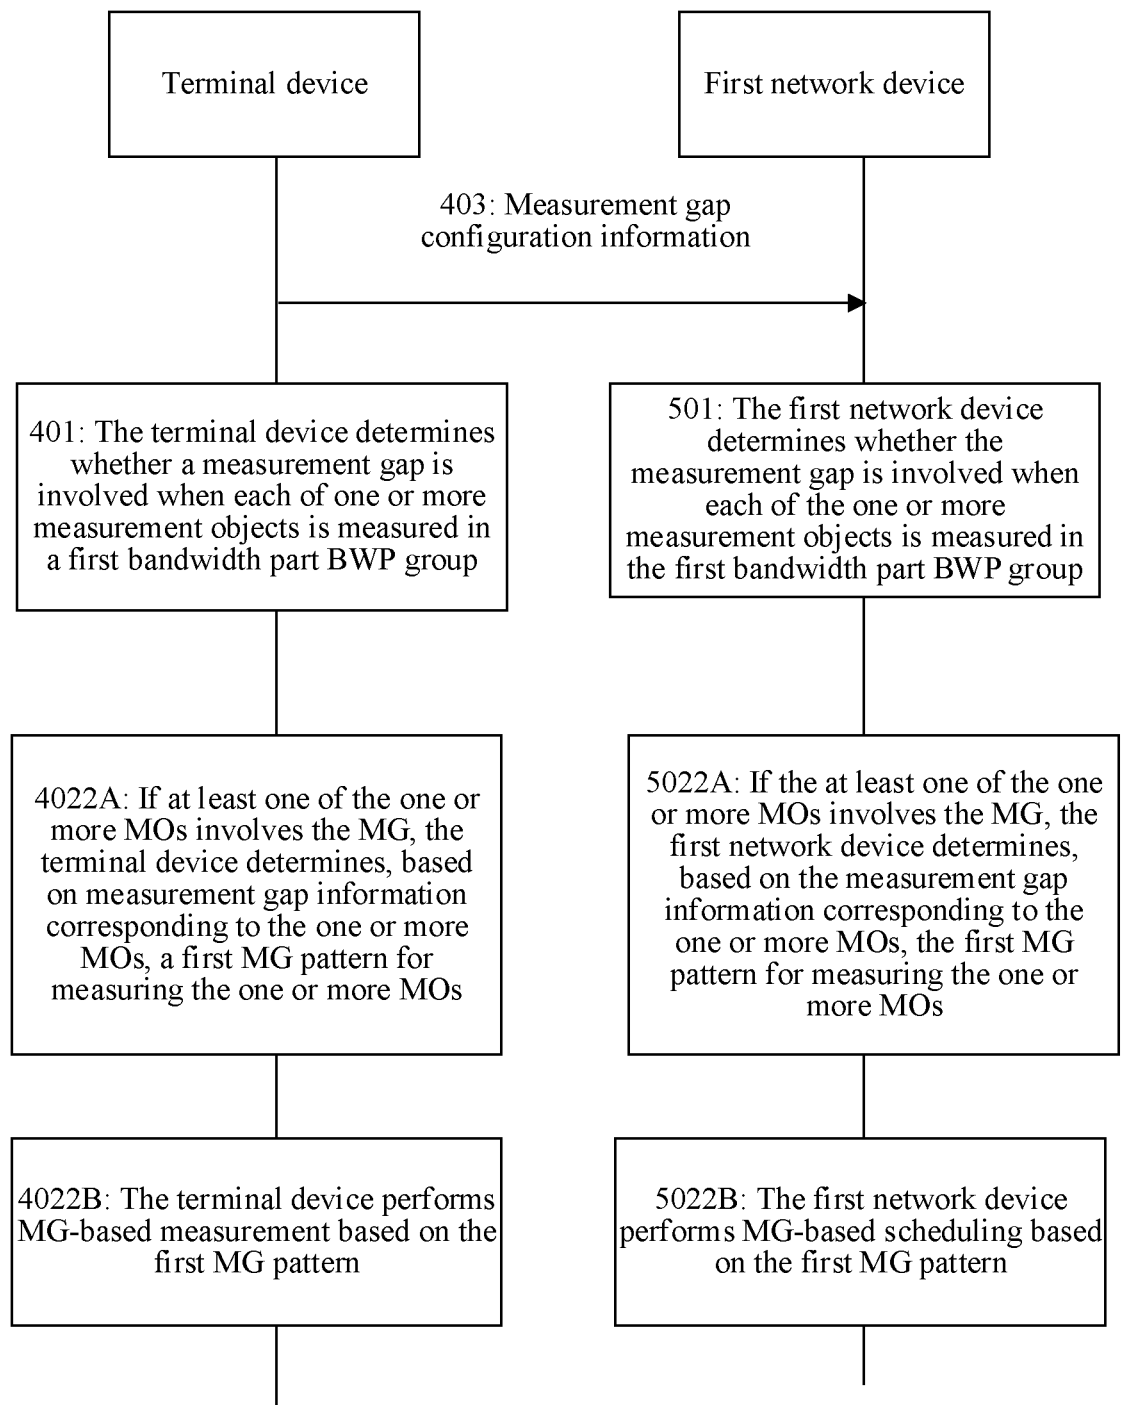 Terminal device
First network device
403: Measurement gap
configuration information
401: The terminal device determines
whether a measurement gap is
involved when each of one or more
measurement objects is measured in
a first bandwidth part BWP group
501: The first network device
determines whether the
measurement gap is involved when
each of the one or more
measurement objects is measured in
the first bandwidth part BWP group
4022A: If at least one of the one or
more MOs involves the MG, the
terminal device determines, based
on measurement gap information
corresponding to the one or more
MOs, a first MG pattern for
measuring the one or more MOs
5022A: If the at least one of the one
or more MOs involves the MG, the
first network device determines,
based on the measurement gap
information corresponding to the
one or more MOs, the first MG
pattern for measuring the one or
more MOs
4022B: The terminal device performs
MG-based measurement based on the
first MG pattern
5022B: The first network device
performs MG-based scheduling based
on the first MG pattern